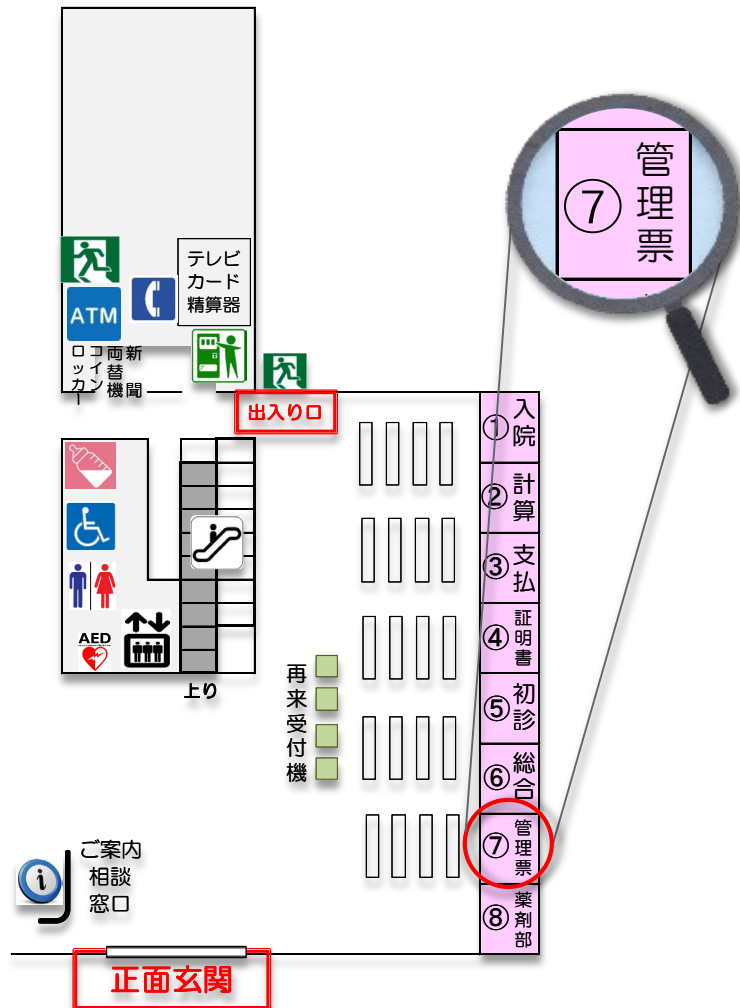 ⑦
管理票
テレビ
カード
精算器
ATM
新聞
両替機
コインロッカー
出入り口
①
入院
②
計算
③
支払
④
証明書
⑤
初診
⑥
総合
⑦
管理票
⑧
薬剤部
AED
上り
再来受付機
ご案内
相談
窓口
i
正面玄関